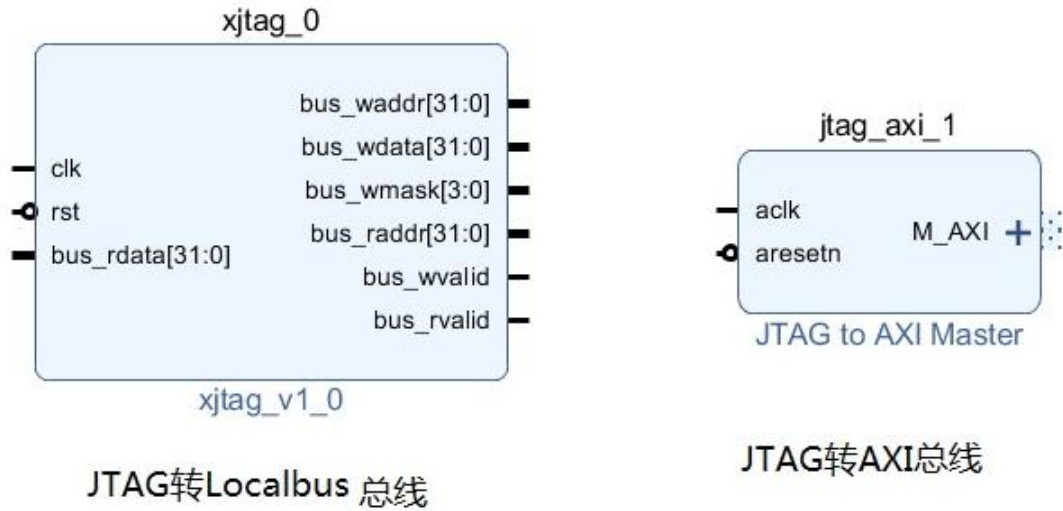 xjtag_0
clk
rst
bus_rdata[31:0]
bus_waddr[31:0]
bus_wdata[31:0]
bus_wmask[3:0]
bus_raddr[31:0]
bus_wvalid
bus_rvalid
xjtag_v1_0
JTAG转Localbus 总线
jtag_axi_1
aclk
aresetn
M_AXI
JTAG to AXI Master
JTAG转AXI总线